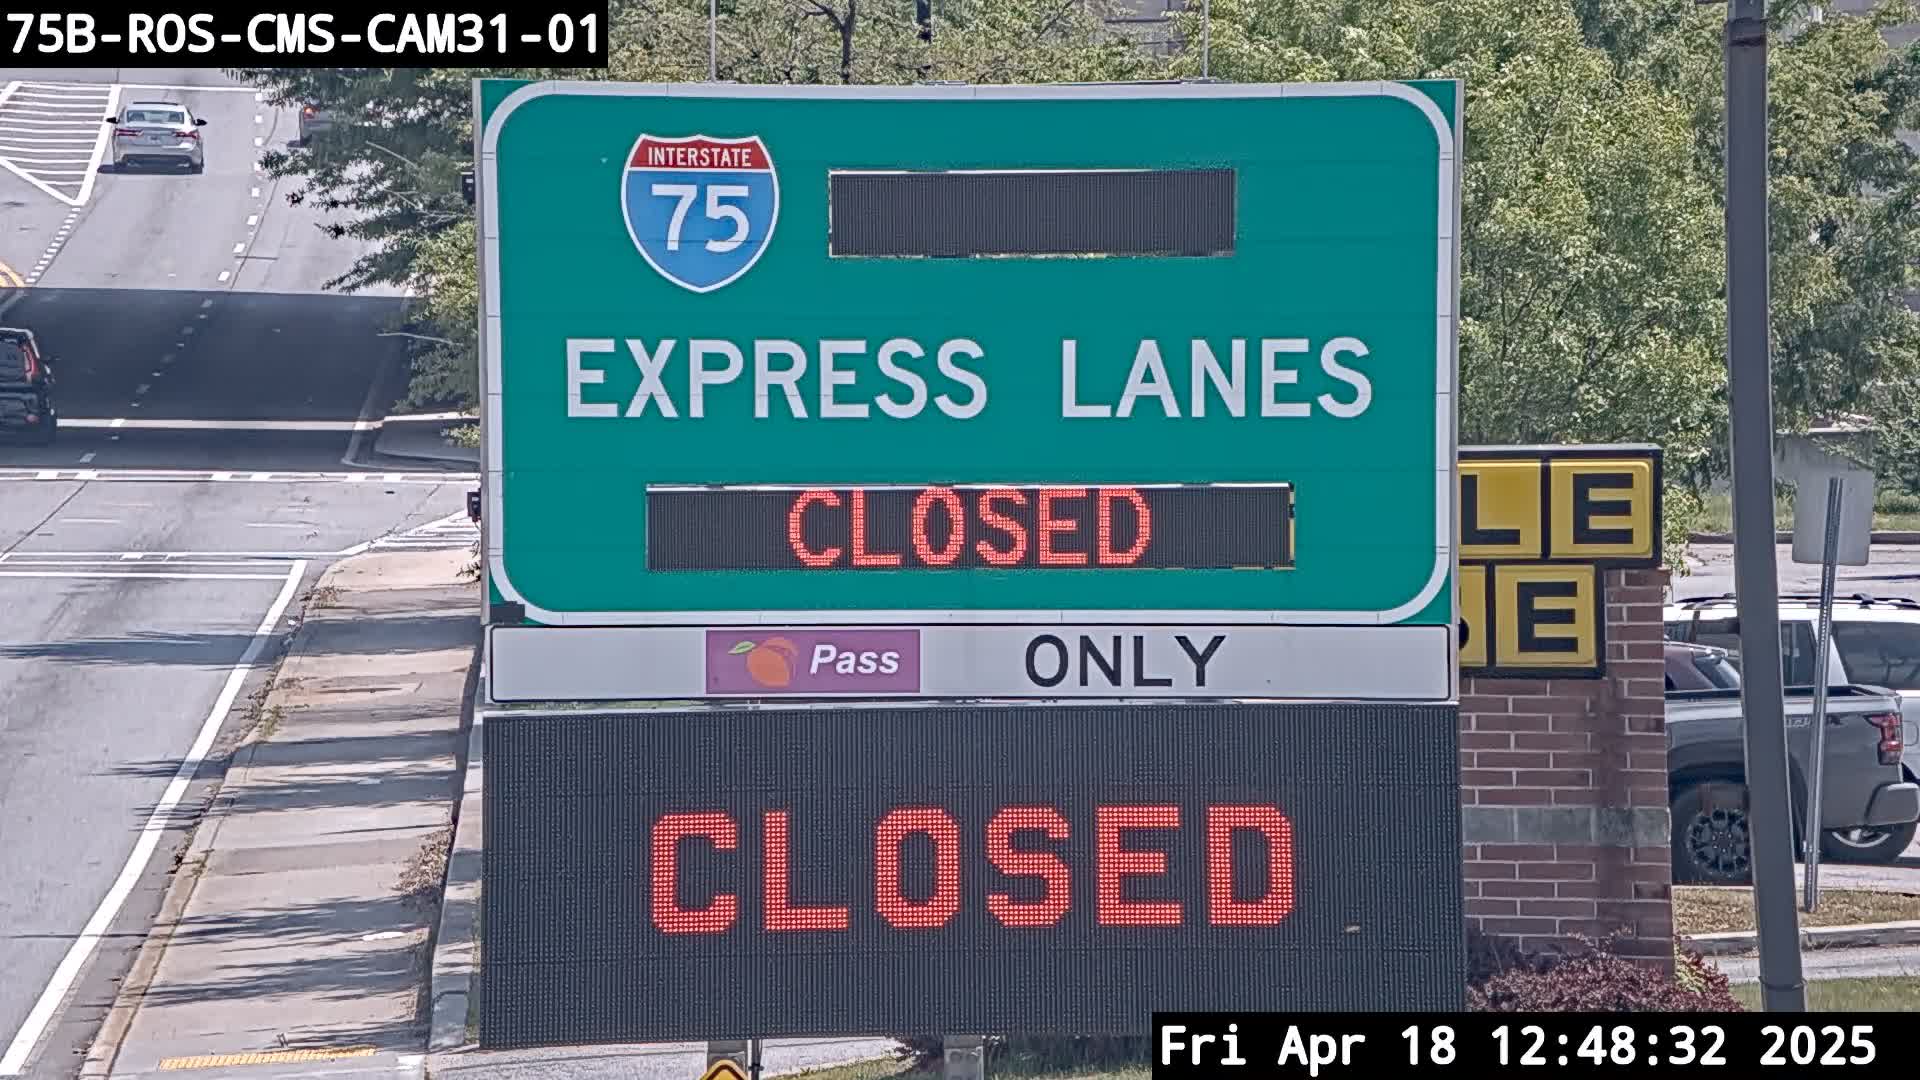 75B-ROS-CMS-CAM31-01
INTERSTATE
75
EXPRESS LANES
CLOSED
Pass ONLY
CLOSED
LE
E
Fri Apr 18 12:48:32 2025